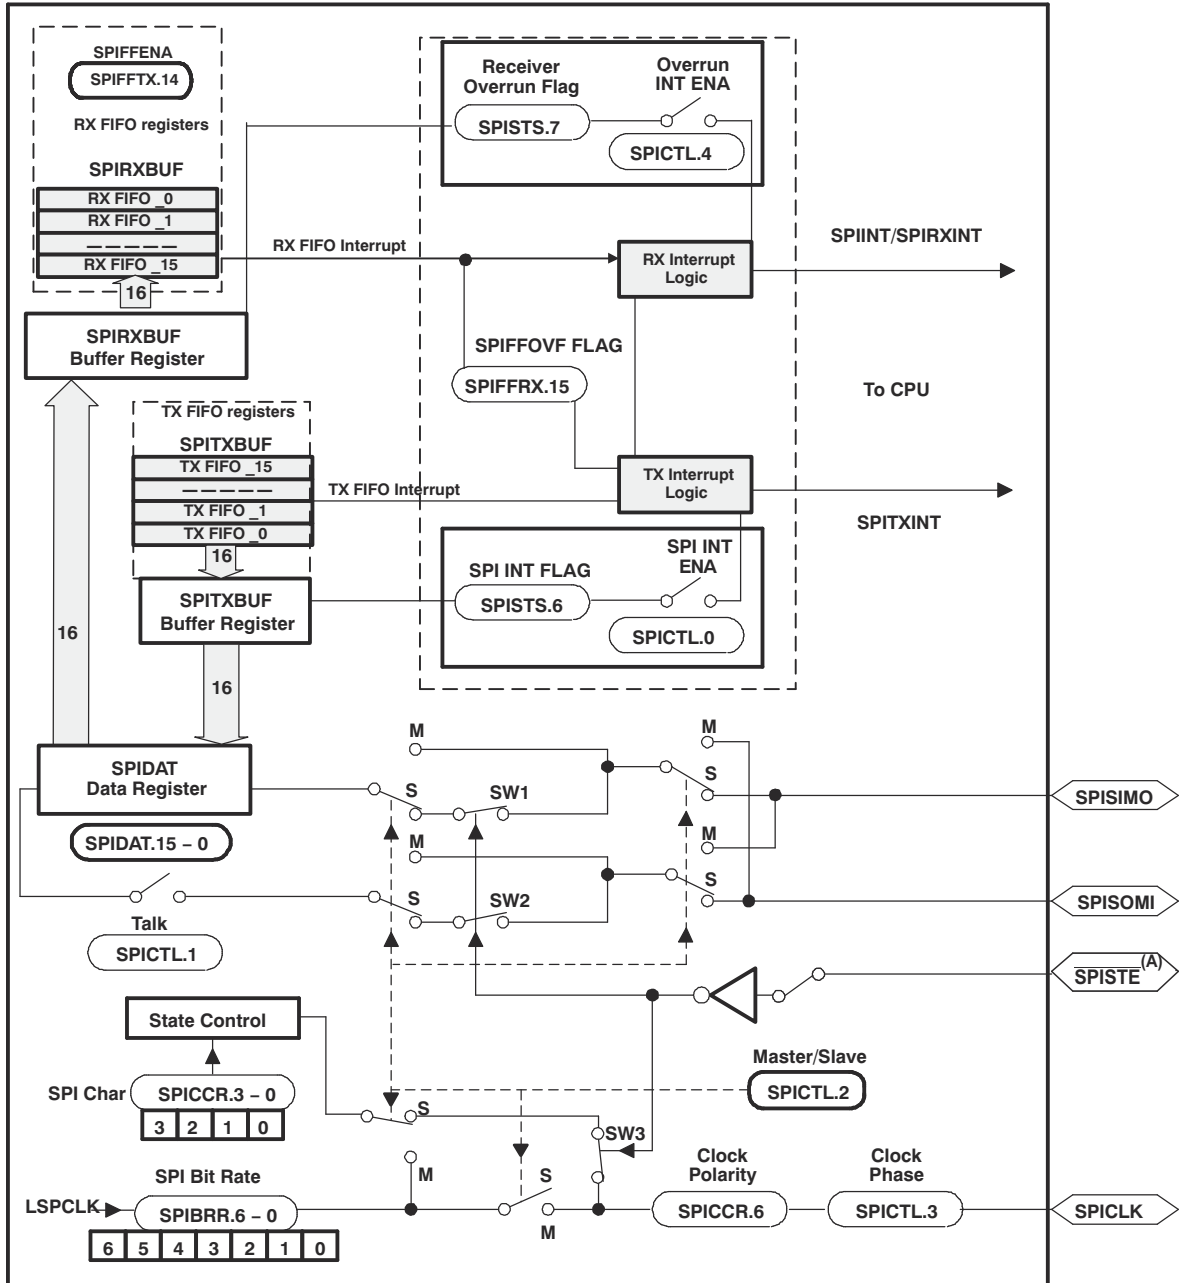 SPIFFENA
SPIFFTX.14
RX FIFO registers
SPIRXBUF
RX FIFO _0
RX FIFO _1
– – – – –
RX FIFO _15
16
SPIRXBUF
Buffer Register
Receiver
Overrun Flag
SPISTS.7
Overrun
INT ENA
SPICTL.4
RX FIFO Interrupt
RX Interrupt
Logic
SPIINT/SPIRXINT
SPIFFOVF FLAG
SPIFFRX.15
To CPU
16
TX FIFO registers
SPITXBUF
TX FIFO _15
– – – – –
TX FIFO _1
TX FIFO _0
16
SPITXBUF
Buffer Register
16
TX FIFO Interrupt
TX Interrupt
Logic
SPITXINT
SPI INT FLAG
SPISTS.6
SPI INT
ENA
SPICTL.0
SPIDAT
Data Register
SPIDAT.15 – 0
M
S
SW1
M
S
SW2
M
S
M
S
SPISIMO
SPISOMI
SPISTE(A)
Talk
SPICTL.1
State Control
SPI Char
SPICCR.3 – 0
3 2 1 0
Master/Slave
SPICTL.2
S
M
SW3
S
M
SPI Bit Rate
LSPCLK
SPIBRR.6 – 0
6 5 4 3 2 1 0
Clock
Polarity
SPICCR.6
Clock
Phase
SPICTL.3
SPICLK